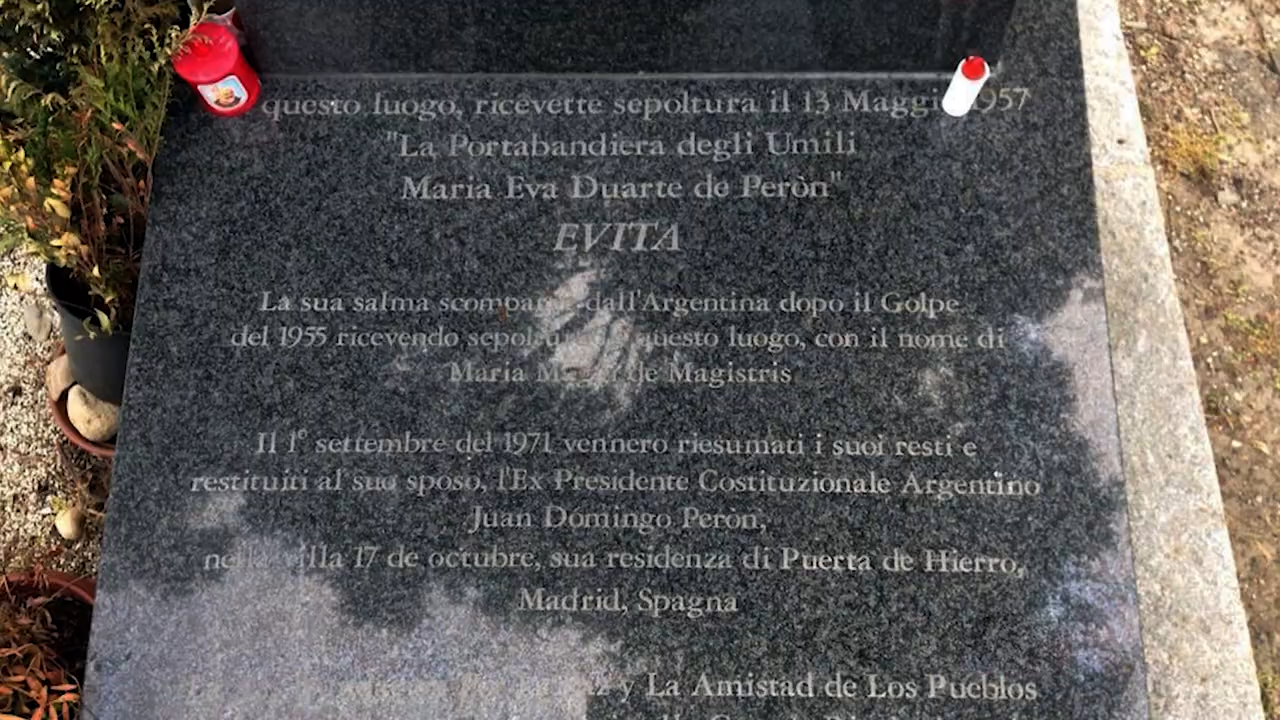 questo luogo, ricevette sepoltura il 13 Maggio 1957
"La Portabandiera degli Umili
Maria Eva Duarte de Peròn"
EVITA
La sua salma scomparve dall'Argentina dopo il Golpe
del 1955 ricevendo sepoltura questo luogo, con il nome di
Maria de Magistris
Il 1° settembre del 1971 vennero riesumati i suoi resti e
restituiti al suo sposo, l'Ex Presidente Costituzionale Argentino
Juan Domingo Peròn,
nella villa 17 de octubre, sua residenza di Puerta de Hierro,
Madrid, Spagna
y La Amistad de Los Pueblos